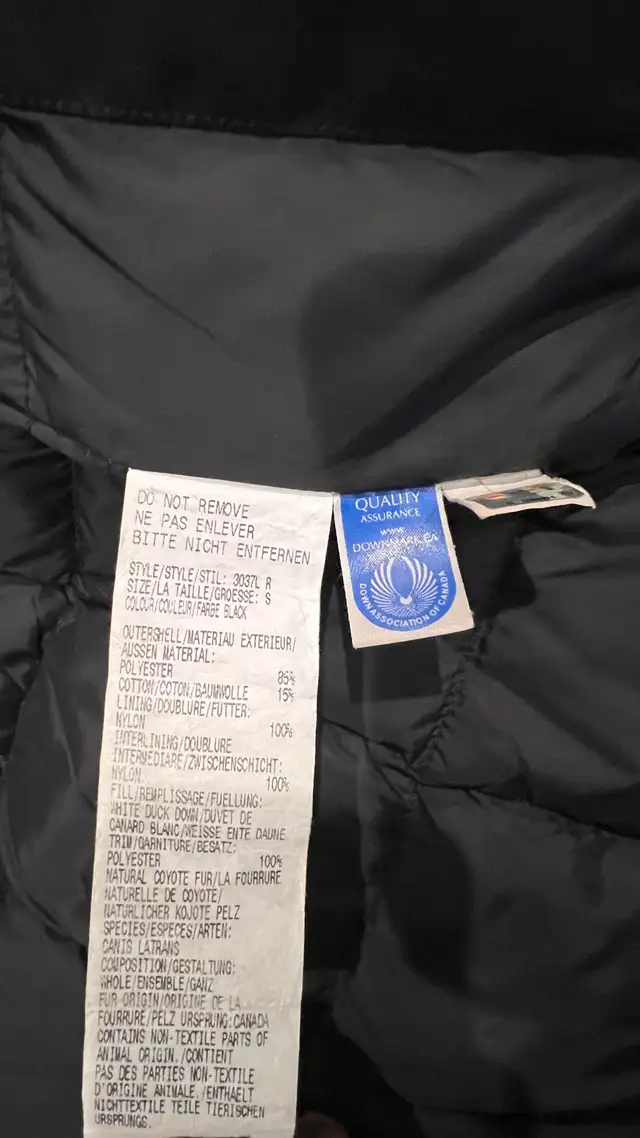 DO NOT REMOVE
NE PAS ENLEVER
BITTE NICHT ENTFERNEN
STYLE/STYLE/STIL: 3037L R
SIZE/LA TAILLE/GROESSE: S
COLOUR/COULEUR/FARBE BLACK
OUTERSHELL/MATERIAU EXTERIEUR/
AUSSEN MATERIAL:
POLYESTER 85%
COTTON/COTON/BAUMWOLLE 15%
LINING/DOUBLURE/FUTTER:
NYLON 100%
INTERLINING/DOUBLURE
INTERMEDIARE/ZWISCHENSCHICHT:
NYLON 100%
FILL/REMPLISSAGE/FUELLUNG:
WHITE DUCK DOWN/DUVET DE
CANARD BLANC/WEISSE ENTE DAUNE
TRIM/GARNITURE/BESATZ:
POLYESTER 100%
NATURAL COYOTE FUR/LA FOURRURE
NATURELLE DE COYOTE/
NATURLICHER KOJOTE PELZ
SPECIES/ESPECES/ARTEN:
CANIS LATRANS
COMPOSITION/GESTALTUNG:
WHOLE/ENSEMBLE/GANZ
FUR ORIGIN/ORIGINE DE LA
FOURRURE/PELZ URSPRUNG:CANADA
CONTAINS NON-TEXTILE PARTS OF
ANIMAL ORIGIN./CONTIENT
PAS DES PARTIES NON-TEXTILE
D'ORIGINE ANIMALE./ENTHAELT
NICHTTEXTILE TEILE TIERISCHEN
URSPRUNGS.
QUALITY
ASSURANCE
www.
DOWNMARK.CA
DOWN ASSOCIATION OF CANADA